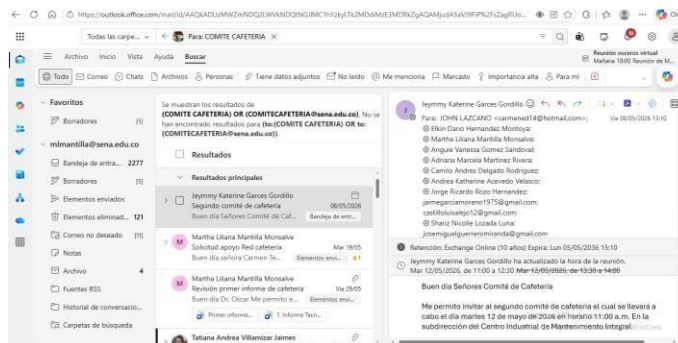 https://outlook.office.com/mail/id/
Todas las carpe...
Para: COMITE CAFETERIA
Reunión voceros virtual
Mañana 18:00 Reunión de M...
Archivo Inicio Vista Ayuda Buscar
Todo Correo Chats Archivos Personas Tiene datos adjuntos No leído Me menciona Marcado Importancia alta Para mí
Favoritos
Borradores [5]
mlmantilla@sena.edu.co
Bandeja de entra... 2277
Borradores [5]
Elementos enviados
Elementos eliminad... 121
Correo no deseado [11]
Notas
Archivo 4
Fuentes RSS
Historial de conversacio...
Carpetas de búsqueda
Se muestran los resultados de
(COMITE CAFETERIA) OR (COMITECAFETERIA@sena.edu.co). No se
han encontrado resultados para (to:(COMITE CAFETERIA) OR to:
(COMITECAFETERIA@sena.edu.co)).
Resultados
Resultados principales
Jeymmy Katerine Garces Gordillo
Segundo comité de cafetería 08/05/2026
Buen día Señores Comité de Caf... Bandeja de entr...
M
Martha Liliana Mantilla Monsalve
Solicitud apoyo Red cafetería Mar 19/05
Buen día señora Carmen Te... Elementos envi... 1
M
Martha Liliana Mantilla Monsalve
Revisión primer informe de cafetería Vie 29/05
Buen día Dr. Oscar Me permito e... Elementos envi...
Primer informe... 1. Informe Tecn...
Tatiana Andrea Villamizar Jaimes
Jeymmy Katerine Garces Gordillo
Para: JOHN LAZCANO <carmened14@hotmail.com>; Vie 08/05/2026 15:10
Elkin Dario Hernandez Montoya;
Martha Liliana Mantilla Monsalve;
Anguie Vanessa Gomez Sandoval;
Adriana Marcela Martinez Rivera;
Camilo Andres Delgado Rodriguez;
Andrea Katherine Acevedo Velasco;
Jorge Ricardo Rizo Hernandez;
jaimegarciamoreno1975@gmail.com;
castilloluisalejo12@gmail.com;
Shariz Nicolle Lozada Luna;
josemiguelguerreromiranda@gmail.com
Retención: Exchange Online (10 años) Expira: Lun 05/05/2036 15:10
Jeymmy Katerine Garces Gordillo ha actualizado la hora de la reunión.
Mar 12/05/2026, de 11:00 a 12:30 Mar 12/05/2026, de 13:30 a 14:00
Buen día Señores Comité de Cafetería
Me permito invitar al segundo comité de cafetería el cual se llevará a
cabo el día martes 12 de mayo de 2026 en horario 11:00 a.m. En la
subdirección del Centro Industrial de Mantenimiento Integral.